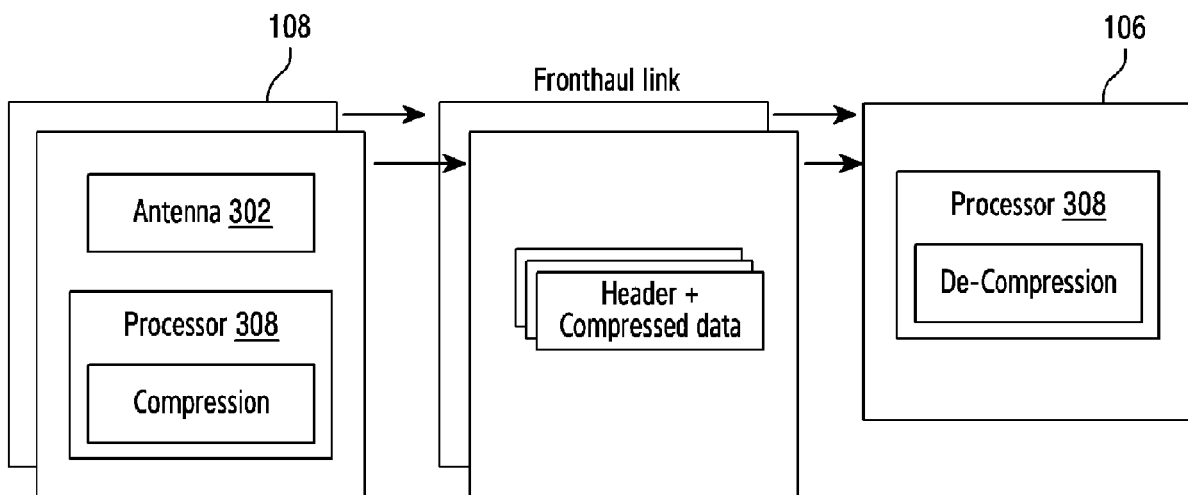 108
106
Fronthaul link
Antenna 302
Processor 308
Compression
Header +
Compressed data
Processor 308
De-Compression